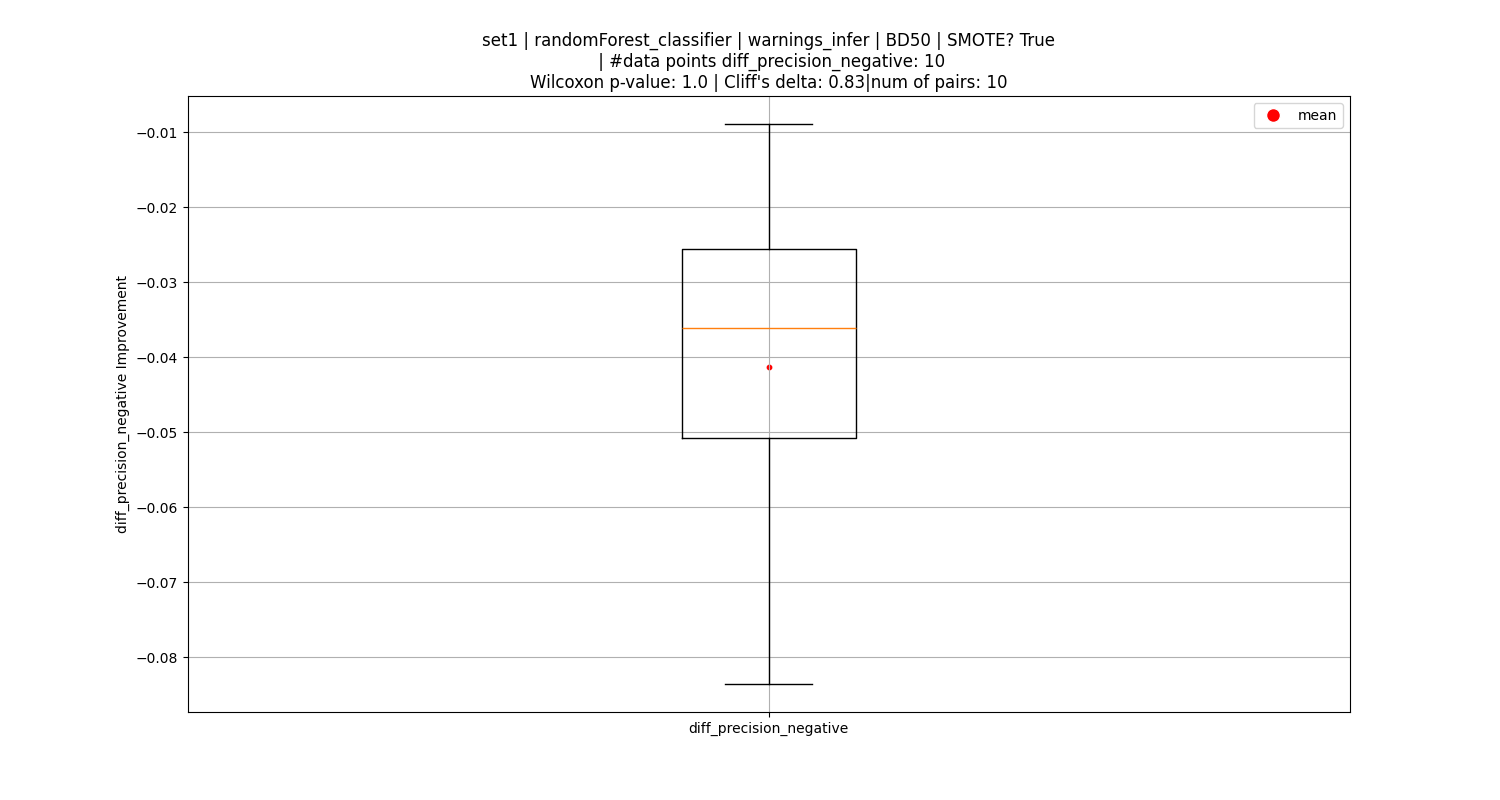 set1 | randomForest_classifier | warnings_infer | BD50 | SMOTE? True
| #data points diff_precision_negative: 10
Wilcoxon p-value: 1.0 | Cliff's delta: 0.83|num of pairs: 10
mean
−0.01
−0.02
−0.03
−0.04
−0.05
−0.06
−0.07
−0.08
diff_precision_negative Improvement
diff_precision_negative